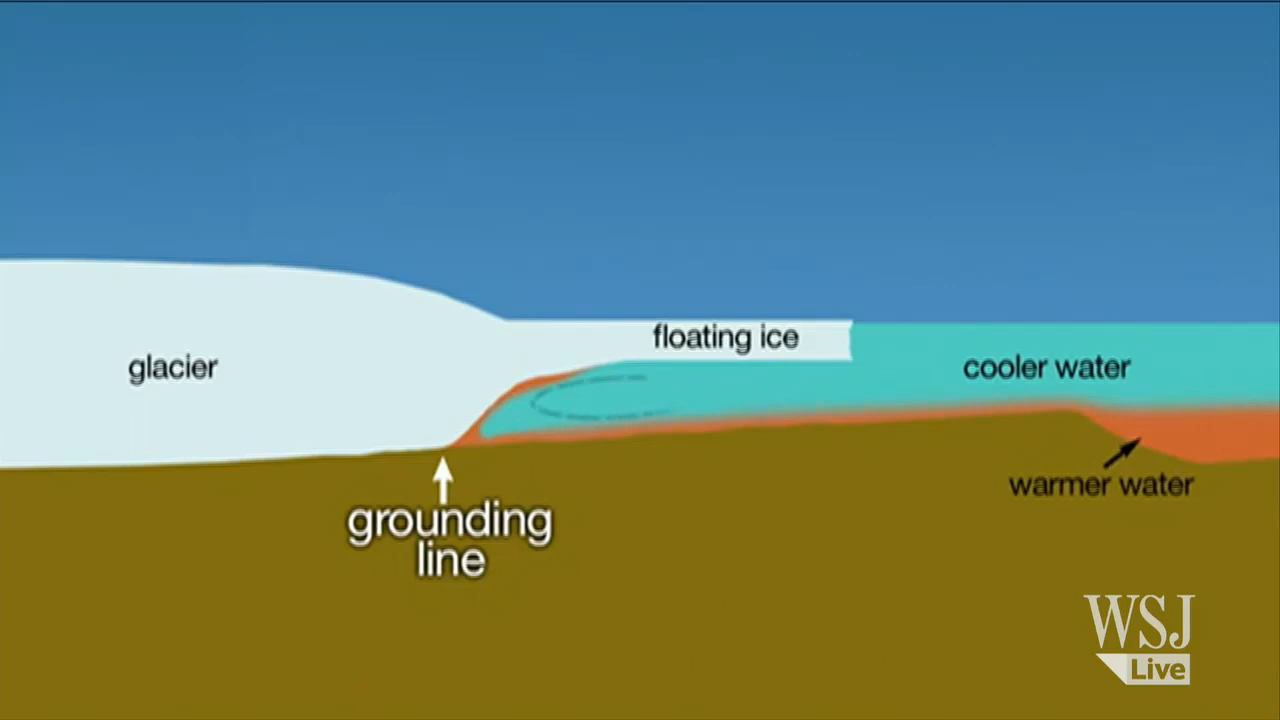 floating ice
glacier
cooler water
warmer water
grounding
line
WSJ
Live